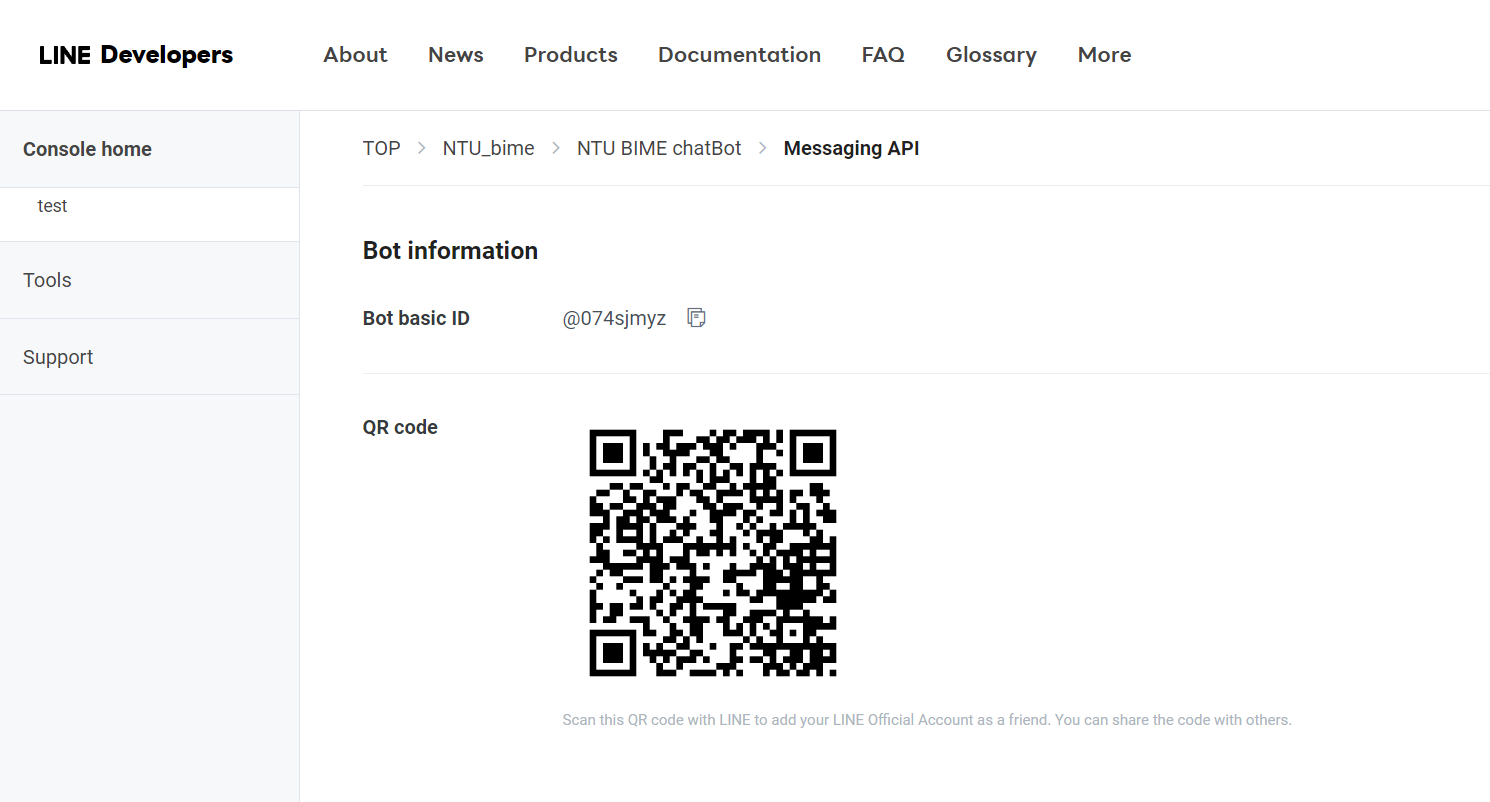 LINE Developers About News Products Documentation FAQ Glossary More
Console home
test
Tools
Support
TOP > NTU_bime > NTU BIME chatBot > Messaging API
Bot information
Bot basic ID @074sjmyz
QR code
Scan this QR code with LINE to add your LINE Official Account as a friend. You can share the code with others.